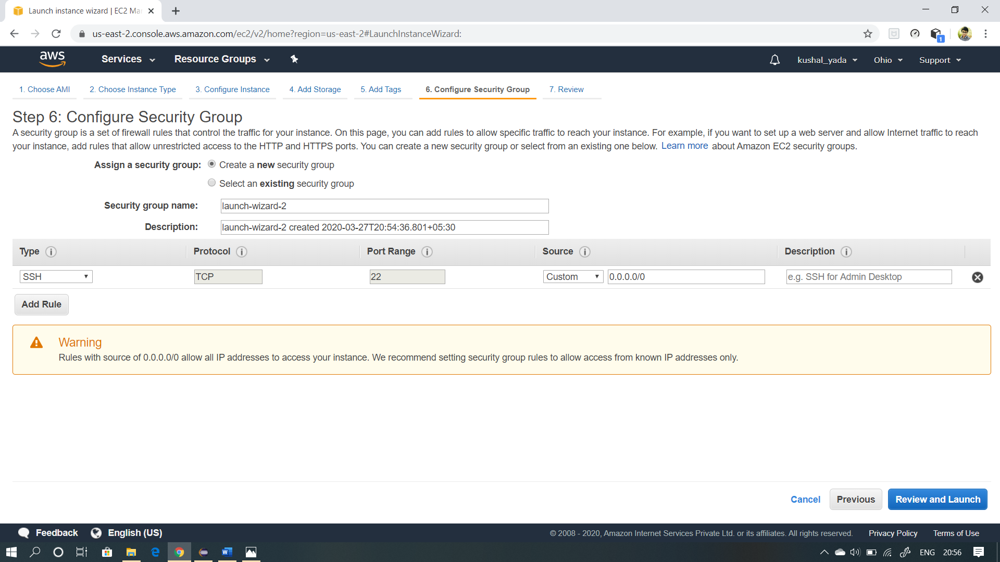 Launch instance wizard | EC2 Mar
us-east-2.console.aws.amazon.com/ec2/v2/home?region=us-east-2#LaunchInstanceWizard:
1
aws Services Resource Groups kushal_yada Ohio Support
1. Choose AMI 2. Choose Instance Type 3. Configure Instance 4. Add Storage 5. Add Tags 6. Configure Security Group 7. Review
Step 6: Configure Security Group
A security group is a set of firewall rules that control the traffic for your instance. On this page, you can add rules to allow specific traffic to reach your instance. For example, if you want to set up a web server and allow Internet traffic to reach
your instance, add rules that allow unrestricted access to the HTTP and HTTPS ports. You can create a new security group or select from an existing one below. Learn more about Amazon EC2 security groups.
Assign a security group: Create a new security group
Select an existing security group
Security group name: launch-wizard-2
Description: launch-wizard-2 created 2020-03-27T20:54:36.801+05:30
Type i Protocol i Port Range i Source i Description i
SSH TCP 22 Custom 0.0.0.0/0 e.g. SSH for Admin Desktop
Add Rule
Warning
Rules with source of 0.0.0.0/0 allow all IP addresses to access your instance. We recommend setting security group rules to allow access from known IP addresses only.
Cancel Previous Review and Launch
Feedback English (US) © 2008 - 2020, Amazon Internet Services Private Ltd. or its affiliates. All rights reserved. Privacy Policy Terms of Use
ENG 20:56